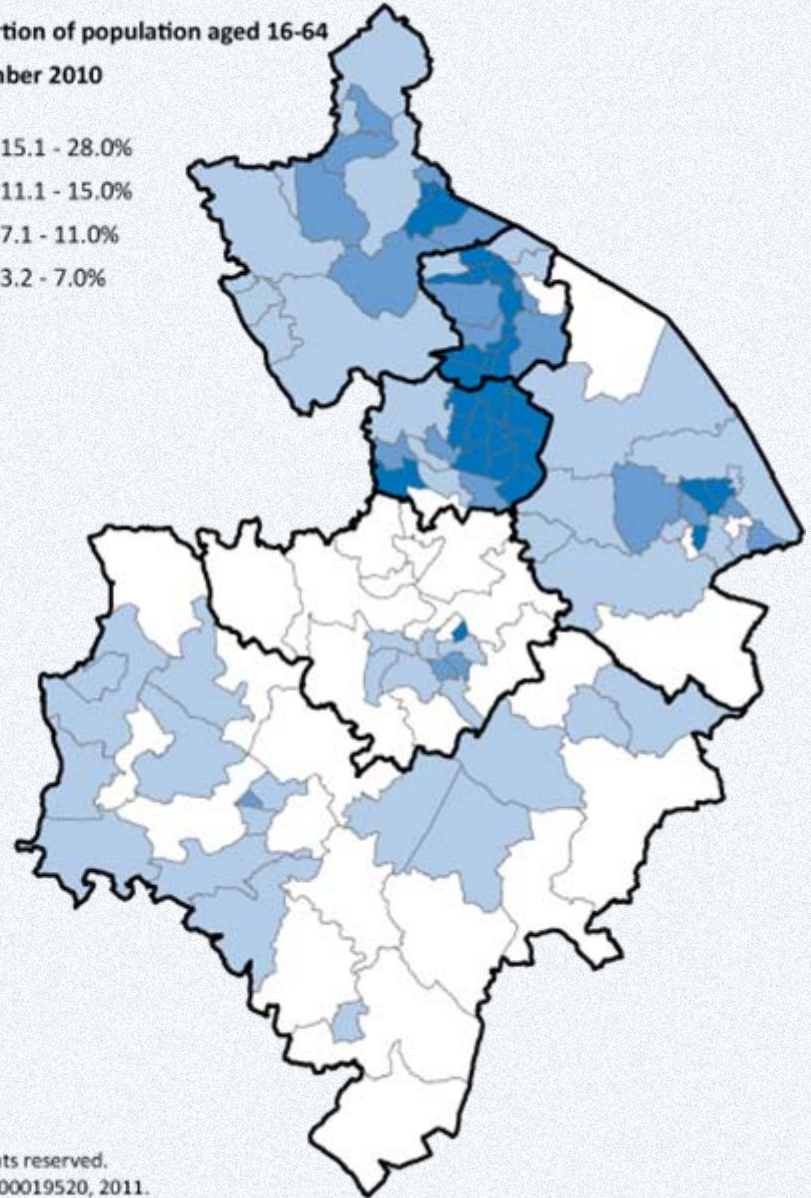 rtion of population aged 16-64
nber 2010
15.1 - 28.0%
11.1 - 15.0%
7.1 - 11.0%
3.2 - 7.0%
ts reserved.
00019520, 2011.